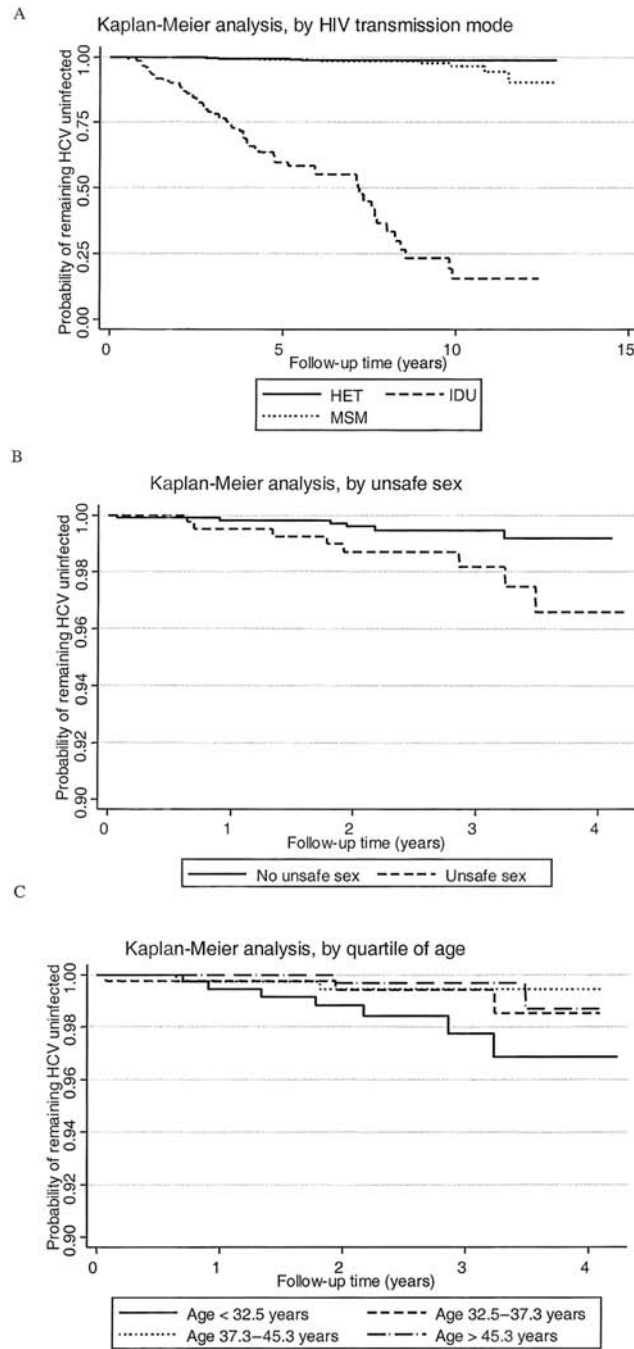 A
Kaplan-Meier analysis, by HIV transmission mode
Probability of remaining HCV uninfected
1.00
0.75
0.50
0.25
0.00
0
5
10
15
Follow-up time (years)
HET
IDU
MSM
B
Kaplan-Meier analysis, by unsafe sex
Probability of remaining HCV uninfected
1.00
0.98
0.96
0.94
0.92
0.90
0
1
2
3
4
Follow-up time (years)
No unsafe sex
Unsafe sex
C
Kaplan-Meier analysis, by quartile of age
Probability of remaining HCV uninfected
1.00
0.98
0.96
0.94
0.92
0.90
0
1
2
3
4
Follow-up time (years)
Age < 32.5 years
Age 32.5–37.3 years
Age 37.3–45.3 years
Age > 45.3 years